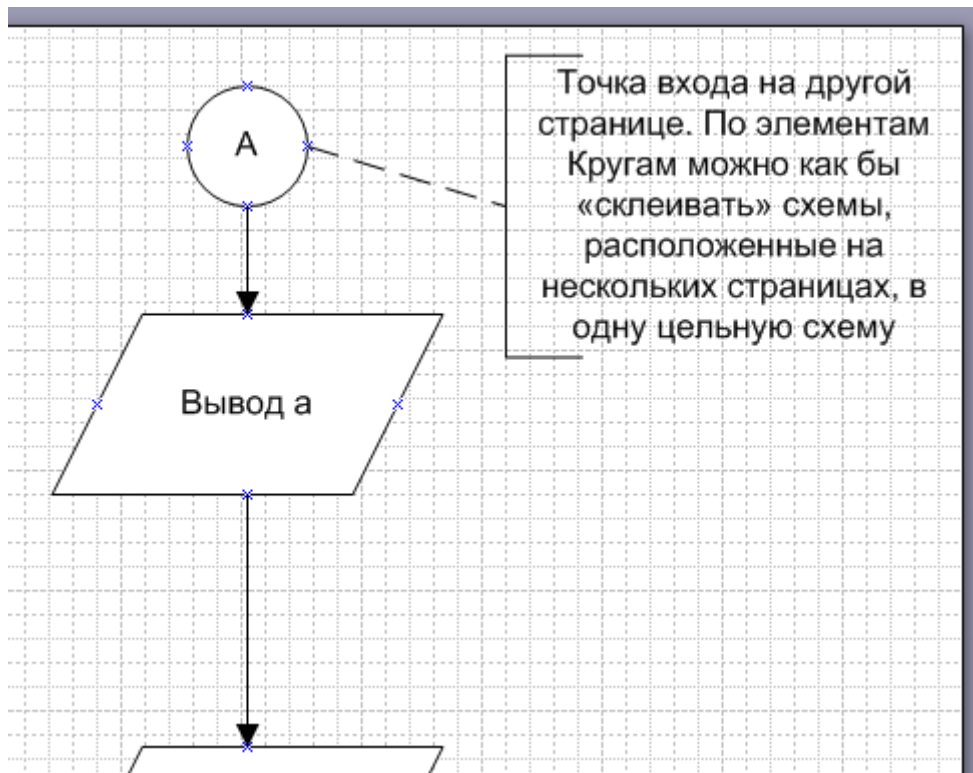 А
Точка входа на другой
странице. По элементам
Кругам можно как бы
«склеивать» схемы,
расположенные на
нескольких страницах, в
одну цельную схему
Вывод а